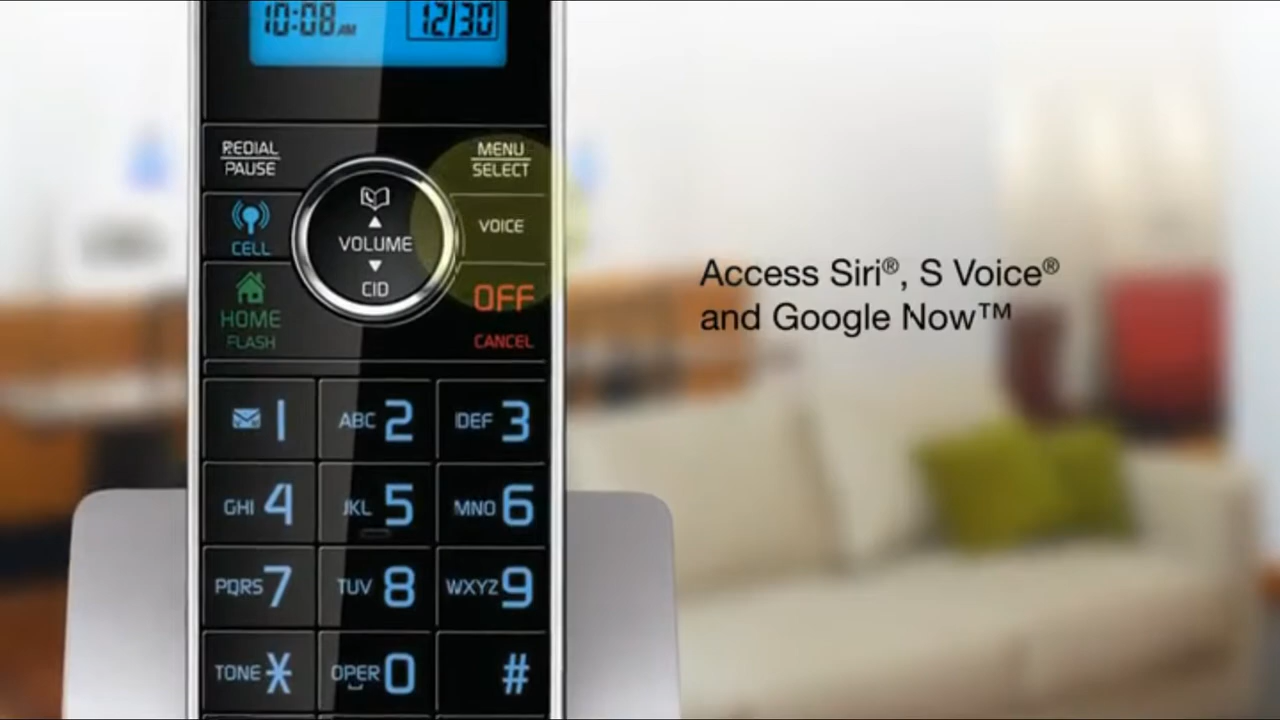 10:08 AM 12/30
REDIAL
PAUSE
MENU
SELECT
CELL
VOLUME
CID
VOICE
HOME
FLASH
OFF
CANCEL
Access Siri®, S Voice®
and Google Now™
1 ABC 2 DEF 3
GHI 4 JKL 5 MNO 6
PQRS 7 TUV 8 WXYZ 9
TONE * OPER 0 #